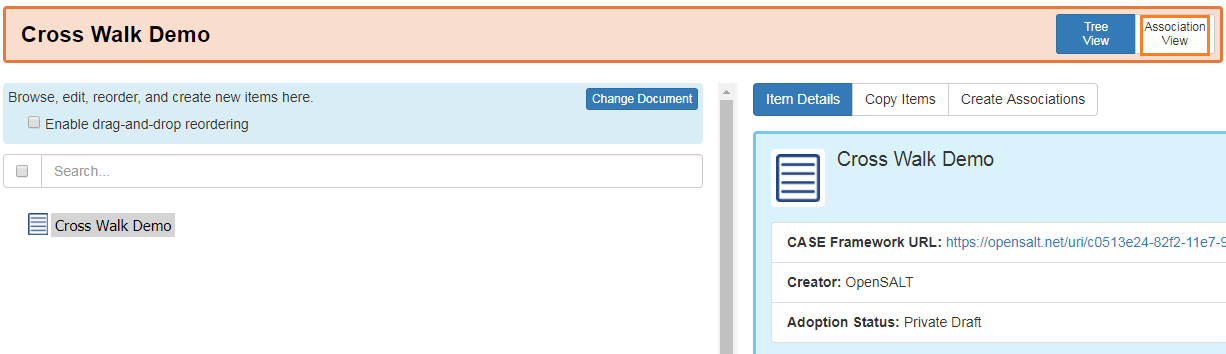 Cross Walk Demo
Tree
View
Association
View
Browse, edit, reorder, and create new items here.
Change Document
Enable drag-and-drop reordering
Search...
Cross Walk Demo
Item Details
Copy Items
Create Associations
Cross Walk Demo
CASE Framework URL: https://opensalt.net/uri/c0513e24-82f2-11e7-9
Creator: OpenSALT
Adoption Status: Private Draft